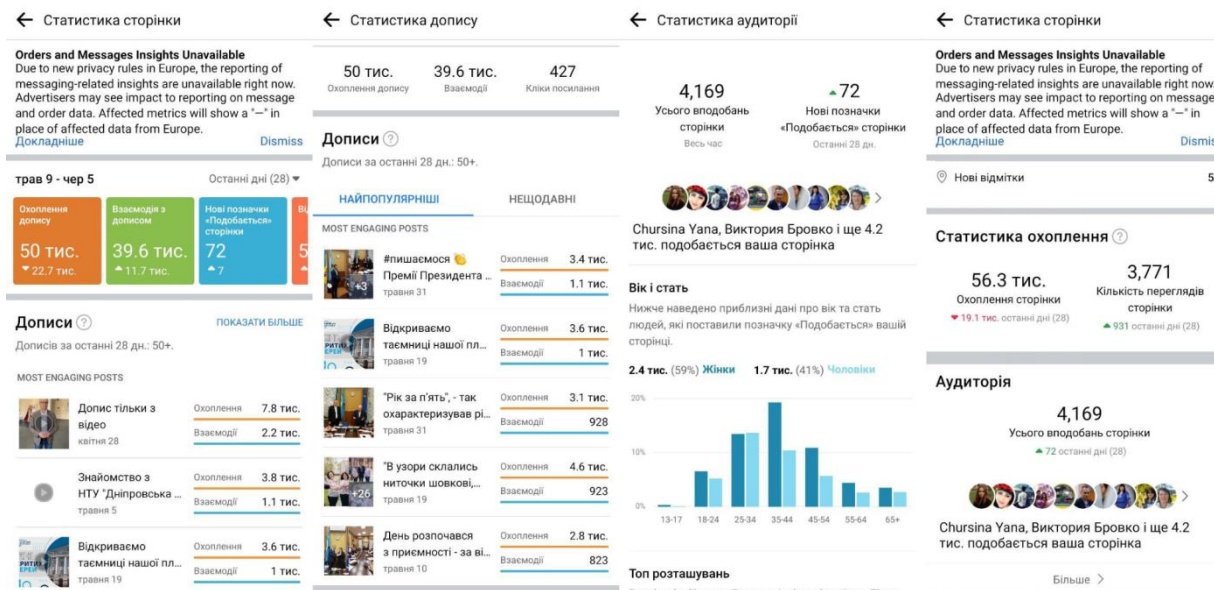 Статистика сторінки
Orders and Messages Insights Unavailable
Due to new privacy rules in Europe, the reporting of
messaging-related insights are unavailable right now.
Advertisers may see impact to reporting on message
and order data. Affected metrics will show a "—" in
place of affected data from Europe.
Докладніше Dismiss
трав 9 - чер 5 Останні дні (28)
Охоплення
допису
50 тис.
22.7 тис.
Взаємодія з
дописом
39.6 тис.
11.7 тис.
Нові позначки
«Подобається»
сторінки
72
7
Ві
5
Дописи ПОКАЗАТИ БІЛЬШЕ
Дописів за останні 28 дн.: 50+.
MOST ENGAGING POSTS
Допис тільки з
відео
квітня 28
Охоплення 7.8 тис.
Взаємодії 2.2 тис.
Знайомство з
НТУ "Дніпровська ...
травня 5
Охоплення 3.8 тис.
Взаємодії 1.1 тис.
Відкриваємо
таємниці нашої пл...
травня 19
Охоплення 3.6 тис.
Взаємодії 1 тис.
Статистика допису
50 тис. 39.6 тис. 427
Охоплення допису Взаємодії Кліки посилання
Дописи
Дописи за останні 28 дн.: 50+.
НАЙПОПУЛЯРНІШІ НЕЩОДАВНІ
MOST ENGAGING POSTS
+3
#пишаємося
Премії Президента ...
травня 31
Охоплення 3.4 тис.
Взаємодії 1.1 тис.
Відкриваємо
таємниці нашої пл...
травня 19
Охоплення 3.6 тис.
Взаємодії 1 тис.
"Рік за п'ять", - так
охарактеризував рі...
травня 31
Охоплення 3.1 тис.
Взаємодії 928
+26
"В узори склались
ниточки шовкові,...
травня 19
Охоплення 4.6 тис.
Взаємодії 923
День розпочався
з приємності - за ві...
травня 10
Охоплення 2.8 тис.
Взаємодії 823
Статистика аудиторії
4,169
Усього вподобань
сторінки
Весь час
72
Нові позначки
«Подобається» сторінки
Останні 28 дн.
Chursina Yana, Виктория Бровко і ще 4.2
тис. подобається ваша сторінка
Вік і стать
Нижче наведено приблизні дані про вік та стать
людей, які поставили позначку «Подобається» вашій
сторінці.
2.4 тис. (59%) Жінки 1.7 тис. (41%) Чоловіки
20%
10%
0%
13-17 18-24 25-34 35-44 45-54 55-64 65+
Топ розташувань
Статистика сторінки
Orders and Messages Insights Unavailable
Due to new privacy rules in Europe, the reporting of
messaging-related insights are unavailable right now.
Advertisers may see impact to reporting on message
and order data. Affected metrics will show a "—" in
place of affected data from Europe.
Докладніше Dismis
Нові відмітки 5
Статистика охоплення
56.3 тис.
Охоплення сторінки
19.1 тис. останні дні (28)
3,771
Кількість переглядів
сторінки
931 останні дні (28)
Аудиторія
4,169
Усього вподобань сторінки
72 останні дні (28)
Chursina Yana, Виктория Бровко і ще 4.2
тис. подобається ваша сторінка
Більше